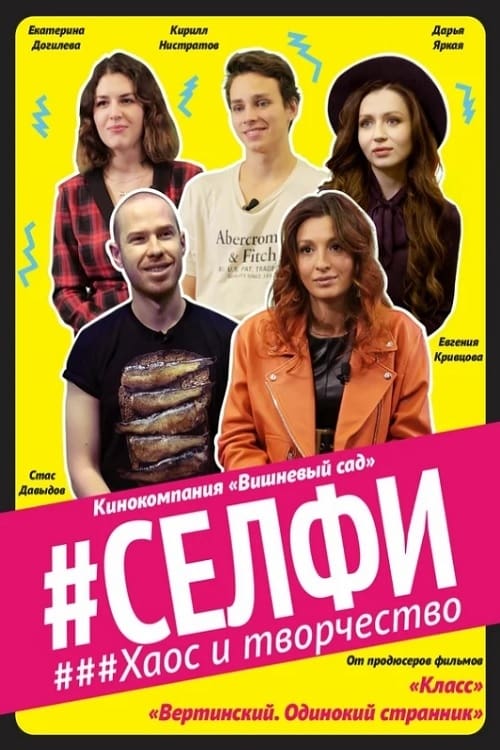 Екатерина
Догилева
Кирилл
Нистратов
Дарья
Яркая
Abercrom
& Fitch
Евгения
Кривцова
Стас
Давыдов
Кинокомпания «Вишневый сад»
#СЕЛФИ
###Хаос и творчество
От продюсеров фильмов
«Класс»
«Вертинский. Одинокий странник»